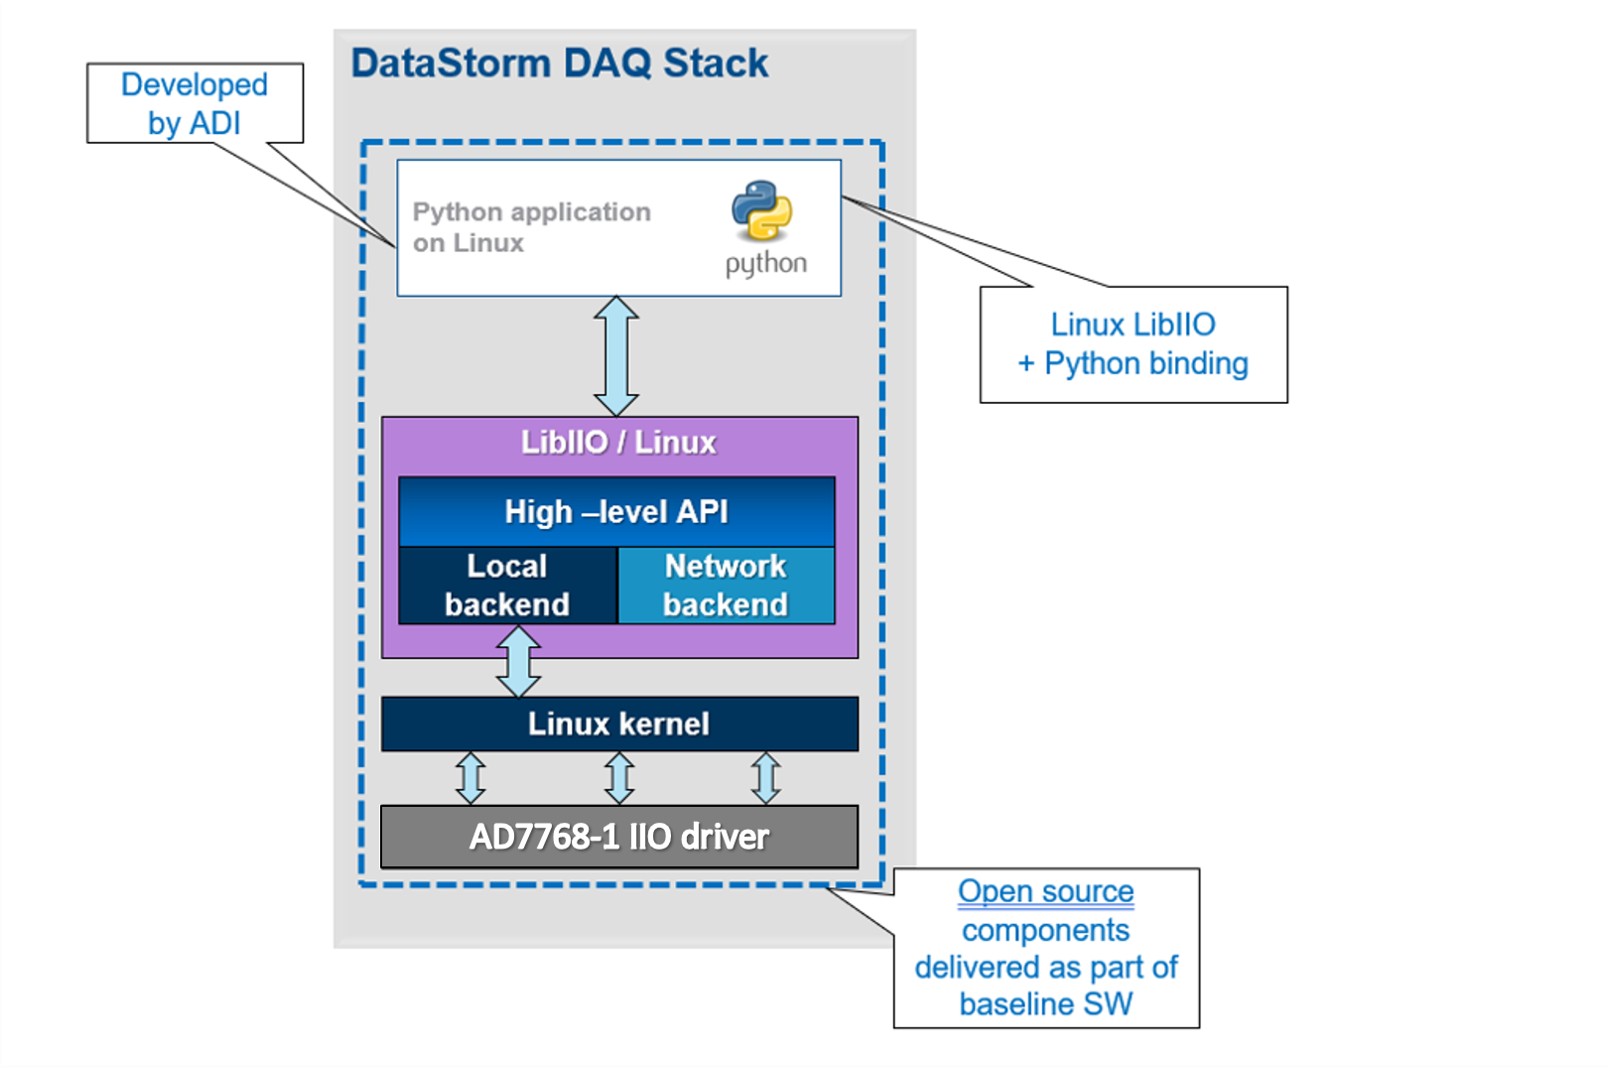 DataStorm DAQ Stack
Developed
by ADI
Python application
on Linux
python
Linux LibIIO
+ Python binding
LibIIO / Linux
High –level API
Local
backend
Network
backend
Linux kernel
AD7768-1 IIO driver
Open source
components
delivered as part of
baseline SW